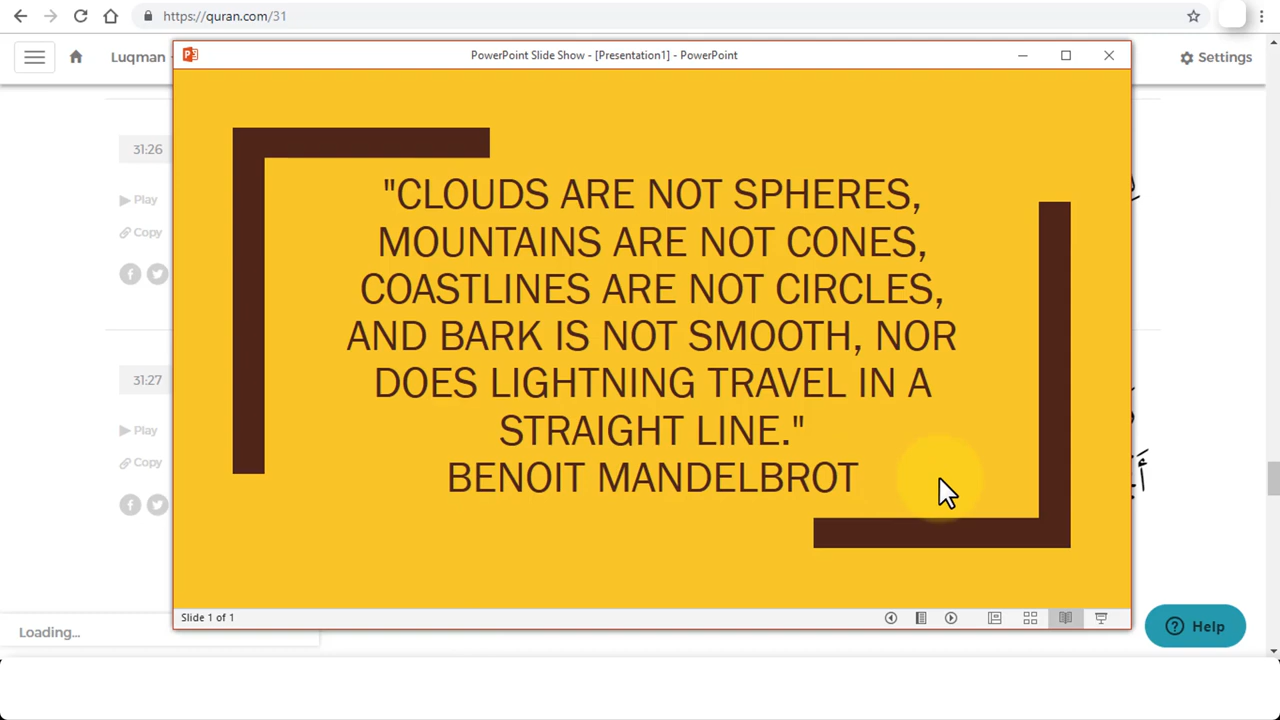 https://quran.com/31
Luqman
Settings
PowerPoint Slide Show - [Presentation1] - PowerPoint
31:26
Play
Copy
31:27
Play
Copy
"CLOUDS ARE NOT SPHERES,
MOUNTAINS ARE NOT CONES,
COASTLINES ARE NOT CIRCLES,
AND BARK IS NOT SMOOTH, NOR
DOES LIGHTNING TRAVEL IN A
STRAIGHT LINE."
BENOIT MANDELBROT
Slide 1 of 1
Loading...
Help